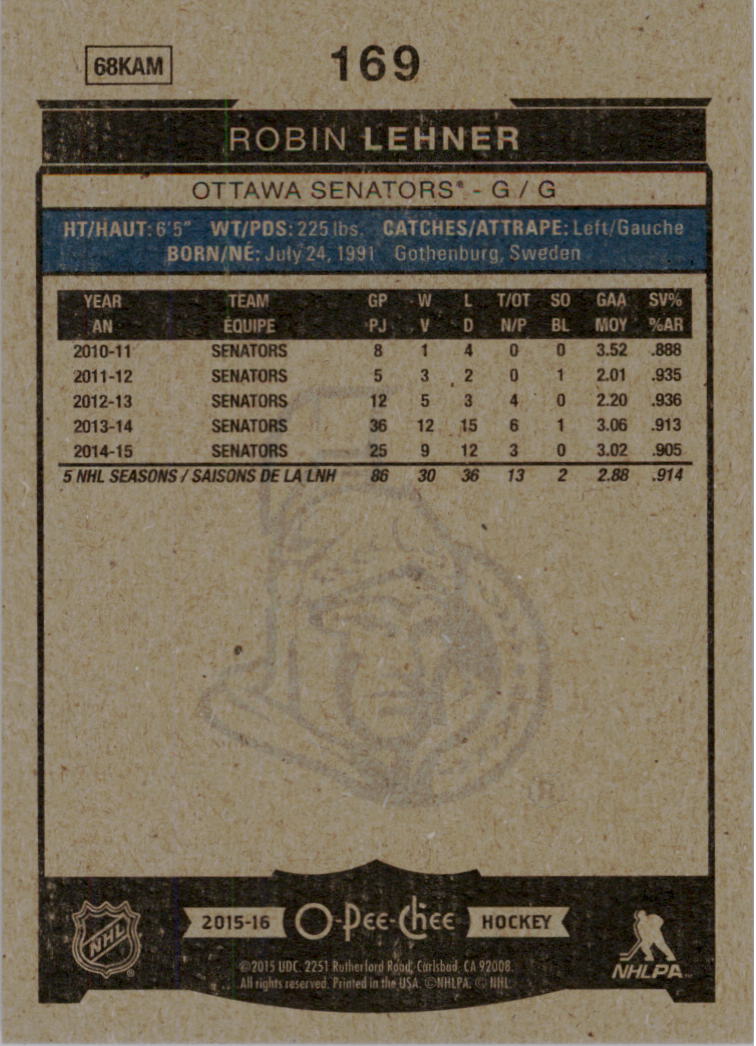 68KAM
169
ROBIN LEHNER
OTTAWA SENATORS® - G / G
HT/HAUT: 6'5" WT/PDS: 225 lbs. CATCHES/ATTRAPE: Left/Gauche
BORN/NÉ: July 24, 1991 Gothenburg, Sweden
YEAR TEAM GP W L T/OT SO GAA SV%
AN ÉQUIPE PJ V D N/P BL MOY %AR
2010-11 SENATORS 8 1 4 0 0 3.52 .888
2011-12 SENATORS 5 3 2 0 1 2.01 .935
2012-13 SENATORS 12 5 3 4 0 2.20 .936
2013-14 SENATORS 36 12 15 6 1 3.06 .913
2014-15 SENATORS 25 9 12 3 0 3.02 .905
5 NHL SEASONS / SAISONS DE LA LNH 86 30 36 13 2 2.88 .914
2015-16 O-Pee-Chee HOCKEY
NHL
©2015 UDC. 2251 Rutherford Road, Carlsbad, CA 92008.
All rights reserved. Printed in the USA. ©NHLPA. © NHL
NHLPA